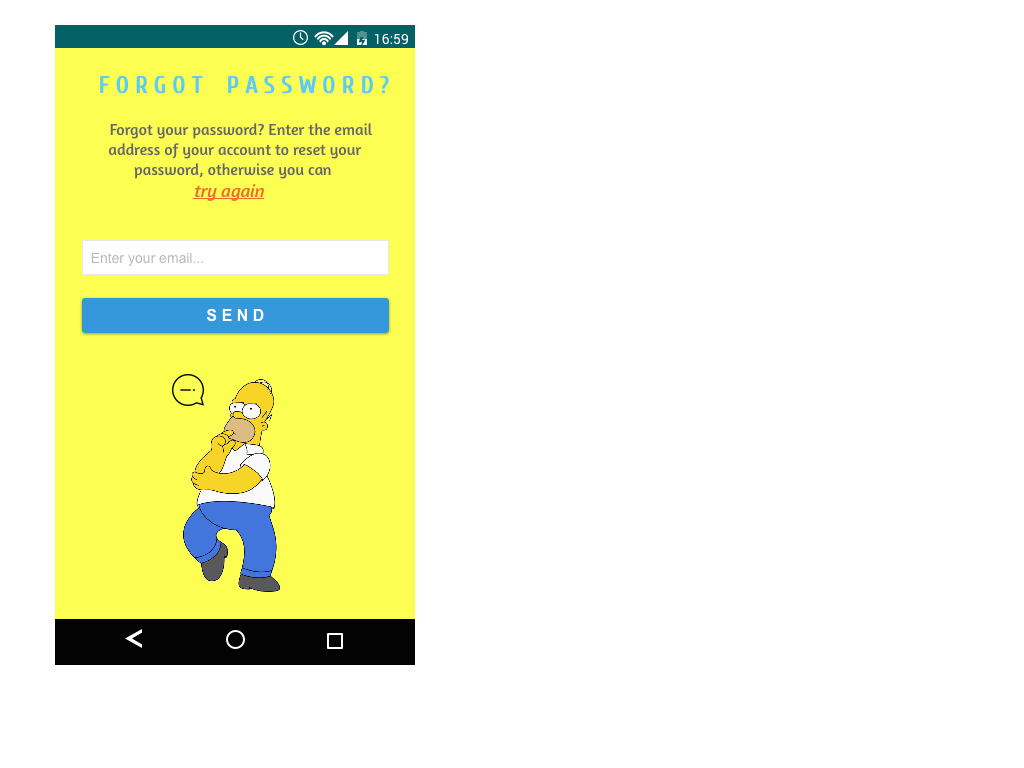 16:59
FORGOT PASSWORD?
Forgot your password? Enter the email
address of your account to reset your
password, otherwise you can
try again
Enter your email...
SEND